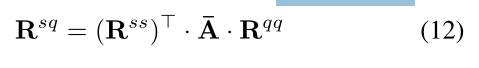 R^{sq} = (R^{ss})^⊤ · Ā · R^{qq} (12)